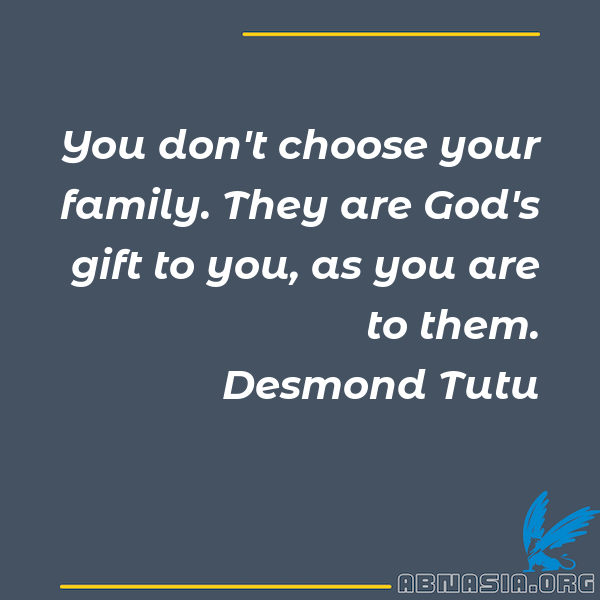 You don't choose your
family. They are God's
gift to you, as you are
to them.
Desmond Tutu
ABNASIA.ORG